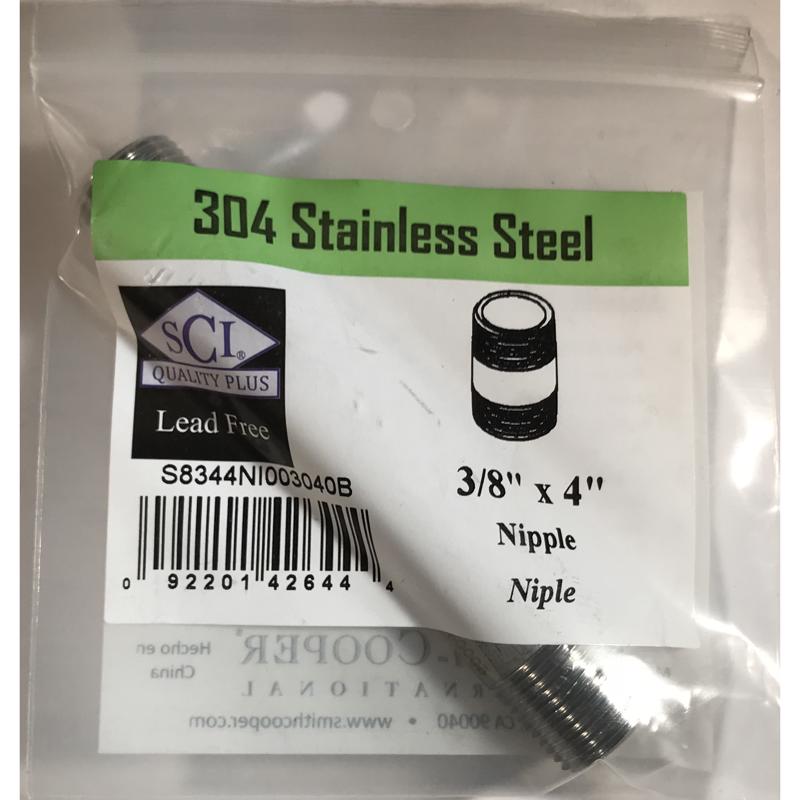 304 Stainless Steel
SCI®
QUALITY PLUS
Lead Free
S8344NI003040B
0 92201 42644 4
3/8" x 4"
Nipple
Niple
-COOPER®
Hecho en
China
RNATIONAL
CA 90040 • www.smithcooper.com